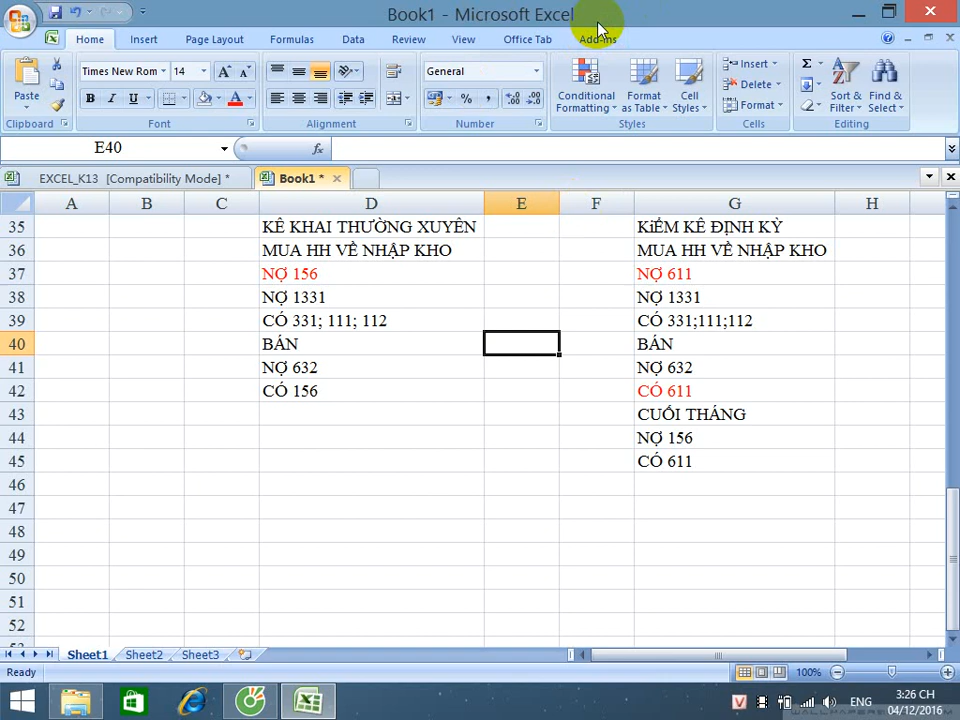 Book1 - Microsoft Excel
Home Insert Page Layout Formulas Data Review View Office Tab Add-Ins
Paste
Clipboard
Times New Rom 14
B I U
Font
Alignment
General
Number
Conditional Formatting
Format as Table
Cell Styles
Styles
Insert
Delete
Format
Cells
Sort & Filter
Find & Select
Editing
E40
fx
EXCEL_K13 [Compatibility Mode] *
Book1 *
A B C D E F G H
35 KÊ KHAI THƯỜNG XUYÊN KiỂM KÊ ĐỊNH KỲ
36 MUA HH VỀ NHẬP KHO MUA HH VỀ NHẬP KHO
37 NỢ 156 NỢ 611
38 NỢ 1331 NỢ 1331
39 CÓ 331; 111; 112 CÓ 331;111;112
40 BÁN BÁN
41 NỢ 632 NỢ 632
42 CÓ 156 CÓ 611
43 CUỐI THÁNG
44 NỢ 156
45 CÓ 611
46
47
48
49
50
51
52
Sheet1 Sheet2 Sheet3
Ready
100%
ENG
3:26 CH
04/12/2016